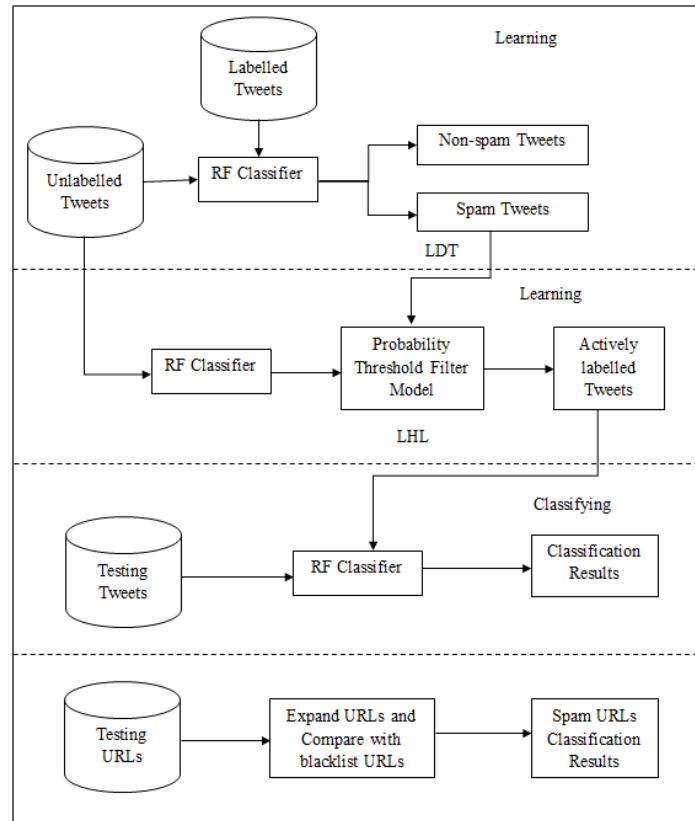 Learning
Labelled
Tweets
Unlabelled
Tweets
RF Classifier
Non-spam Tweets
Spam Tweets
LDT
Learning
RF Classifier
Probability
Threshold Filter
Model
Actively
labelled
Tweets
LHL
Classifying
Testing
Tweets
RF Classifier
Classification
Results
Testing
URLs
Expand URLs and
Compare with
blacklist URLs
Spam URLs
Classification
Results